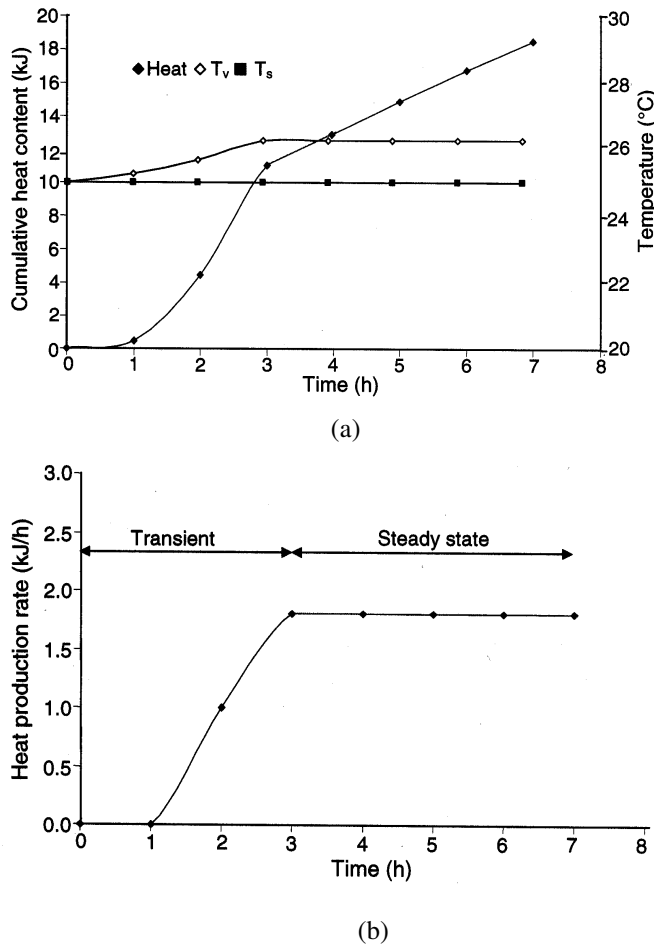 Cumulative heat content (kJ)
20
18
16
14
12
10
8
6
4
2
0
Heat Tv Ts
30
28
26
24
22
20
Temperature (°C)
0 1 2 3 4 5 6 7 8
Time (h)
(a)
Heat production rate (kJ/h)
3.0
2.5
2.0
1.5
1.0
0.5
0.0
Transient Steady state
0 1 2 3 4 5 6 7 8
Time (h)
(b)